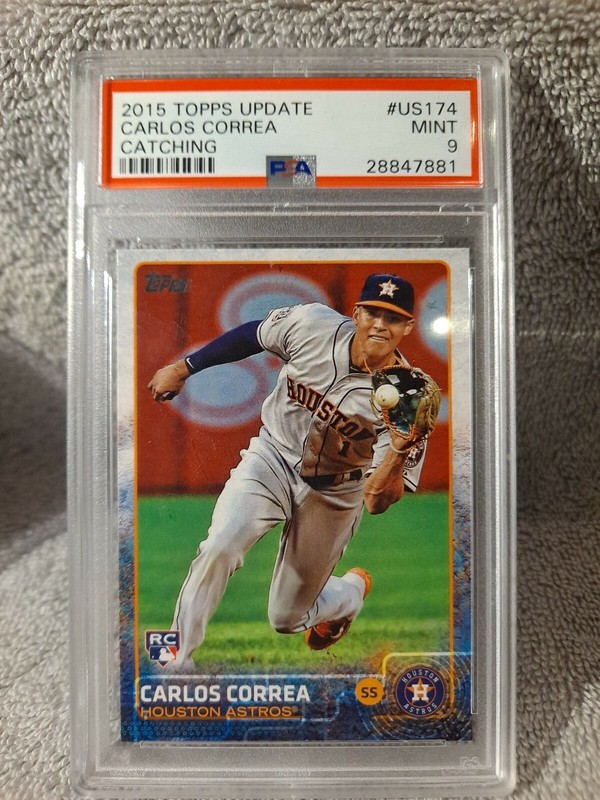 2015 TOPPS UPDATE #US174
CARLOS CORREA MINT
CATCHING 9
PSA 28847881
TOPPS
HOUSTON
1
RC
CARLOS CORREA SS
HOUSTON ASTROS
HOUSTON
ASTROS